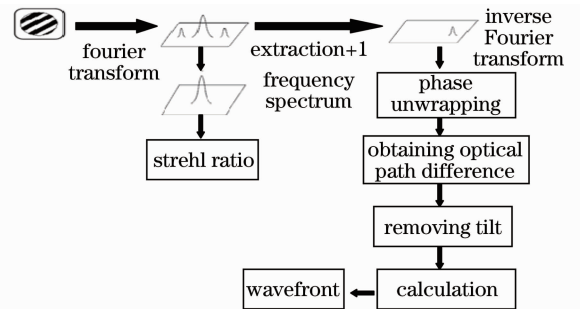 fourier
transform
extraction+1
frequency
spectrum
inverse
Fourier
transform
strehl ratio
phase
unwrapping
obtaining optical
path difference
removing tilt
calculation
wavefront